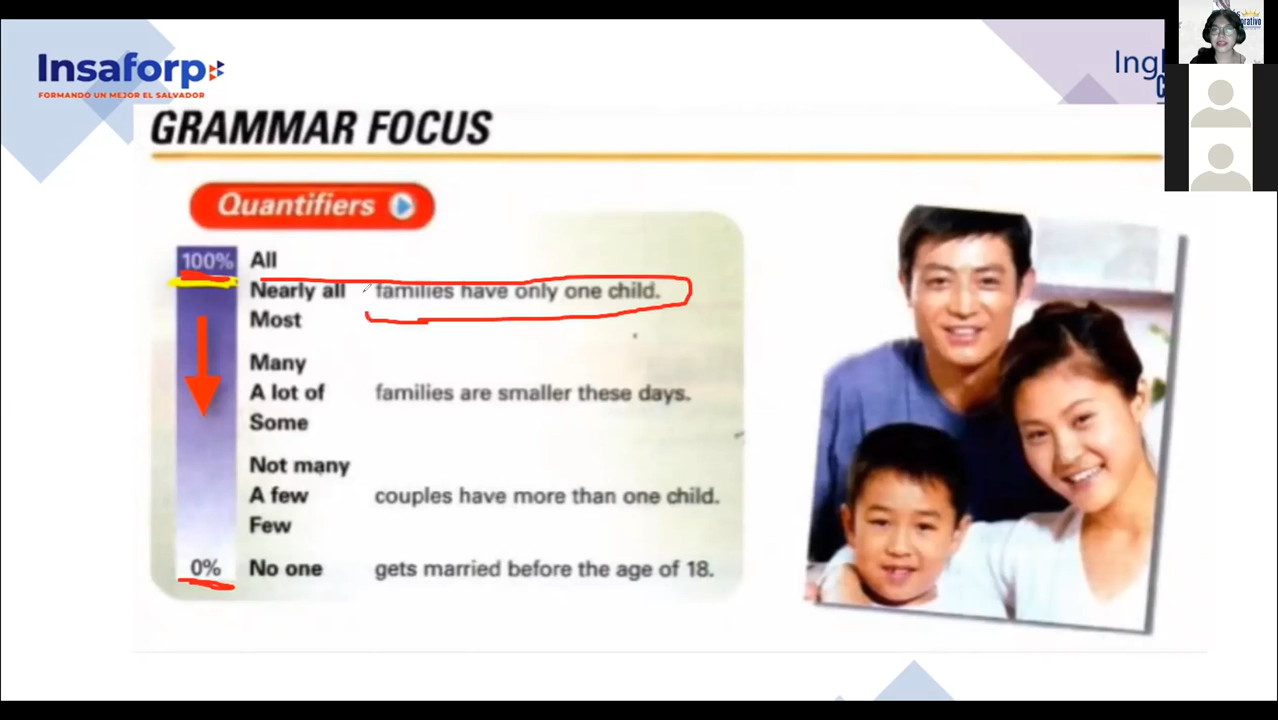 Insaforp
FORMANDO UN MEJOR EL SALVADOR
GRAMMAR FOCUS
Quantifiers
100% All
Nearly all families have only one child.
Most
Many
A lot of families are smaller these days.
Some
Not many
A few couples have more than one child.
Few
0% No one gets married before the age of 18.